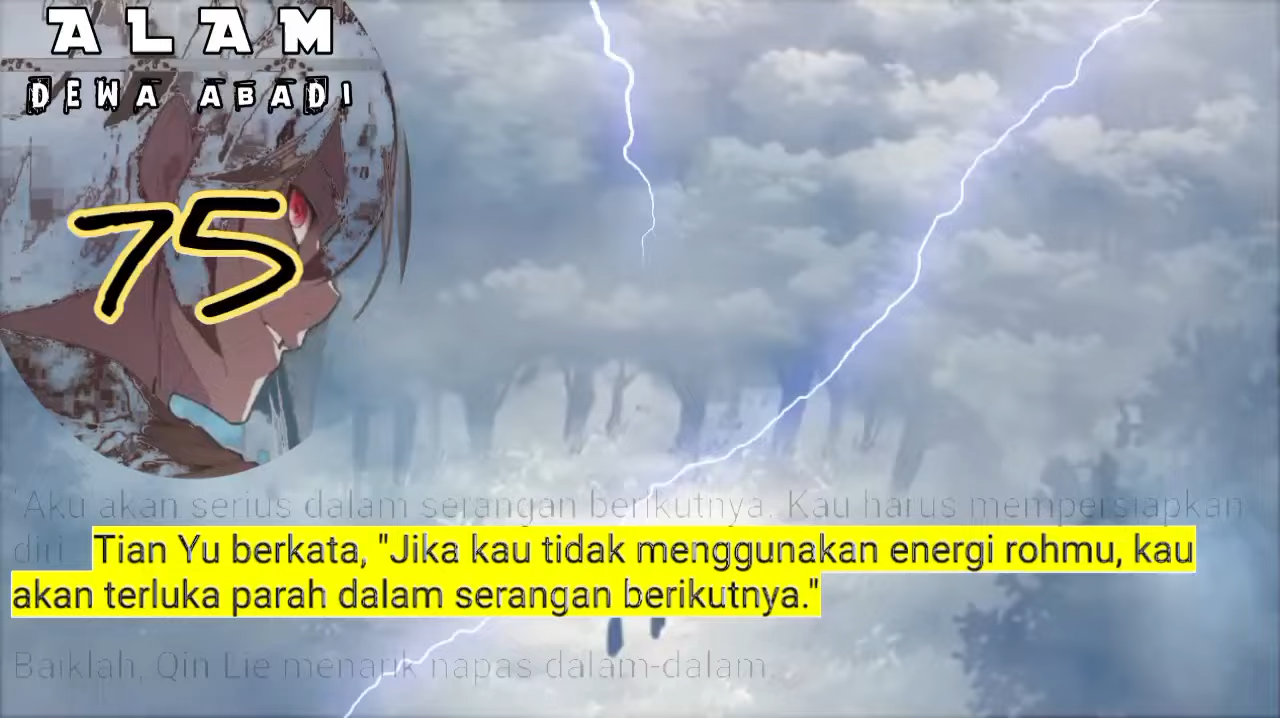 ALAM
DEWA ABADI
75
"Aku akan serius dalam serangan berikutnya. Kau harus mempersiapkan
diri. Tian Yu berkata, "Jika kau tidak menggunakan energi rohmu, kau
akan terluka parah dalam serangan berikutnya."
Baiklah, Qin Lie menarik napas dalam-dalam.